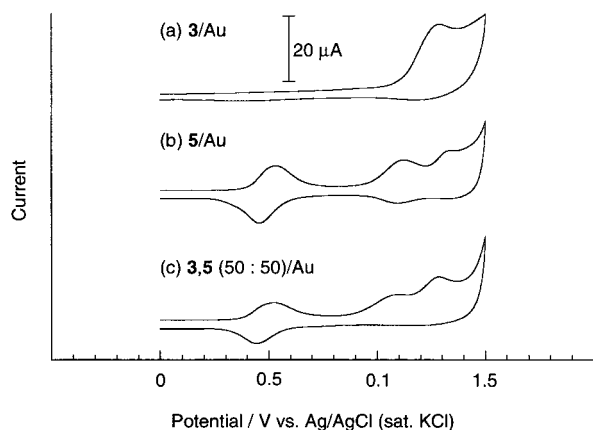 (a) 3/Au
20 μA
(b) 5/Au
Current
(c) 3,5 (50 : 50)/Au
0 0.5 0.1 1.5
Potential / V vs. Ag/AgCl (sat. KCl)